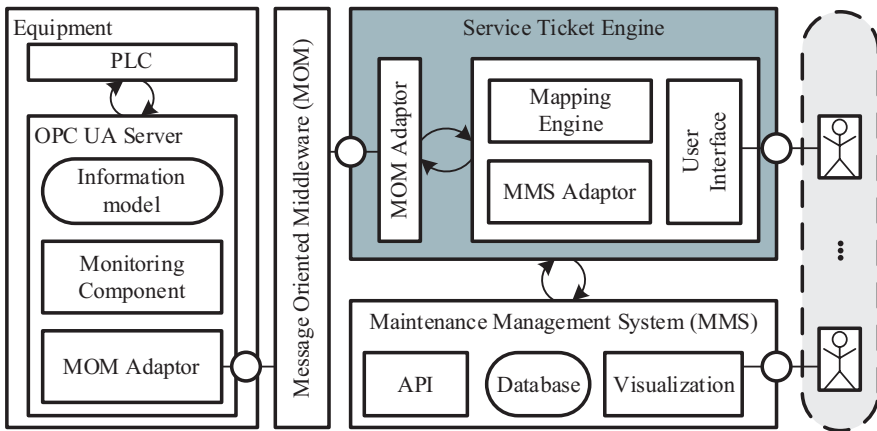 Equipment
PLC
OPC UA Server
Information
model
Monitoring
Component
MOM Adaptor
Message Oriented Middleware (MOM)
Service Ticket Engine
MOM Adaptor
Mapping
Engine
MMS Adaptor
User
Interface
Maintenance Management System (MMS)
API
Database
Visualization
...